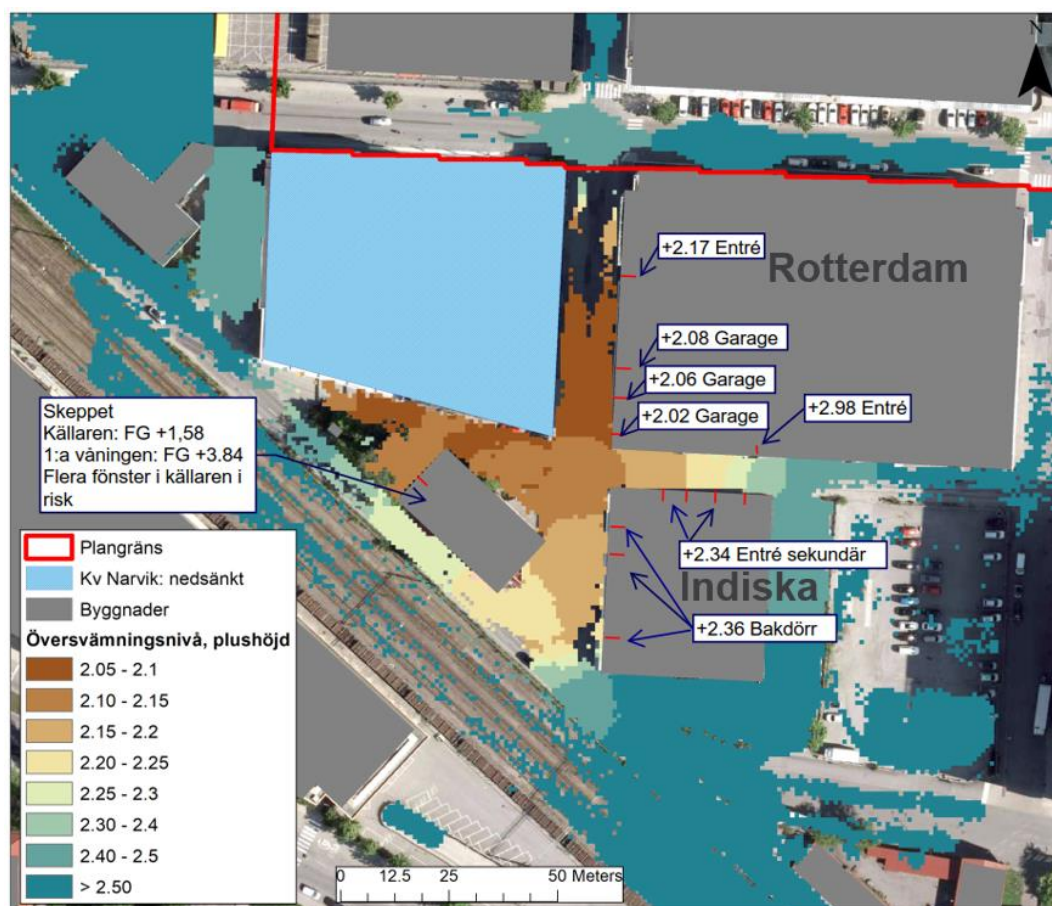 N
+2.17 Entré
Rotterdam
+2.08 Garage
+2.06 Garage
+2.02 Garage
+2.98 Entré
Skeppet
Källaren: FG +1,58
1:a våningen: FG +3.84
Flera fönster i källaren i
risk
+2.34 Entré sekundär
Indiska
+2.36 Bakdörr
Plangräns
Kv Narvik: nedsänkt
Byggnader
Översvämningsnivå, plushöjd
2.05 - 2.1
2.10 - 2.15
2.15 - 2.2
2.20 - 2.25
2.25 - 2.3
2.30 - 2.4
2.40 - 2.5
> 2.50
0 12.5 25 50 Meters